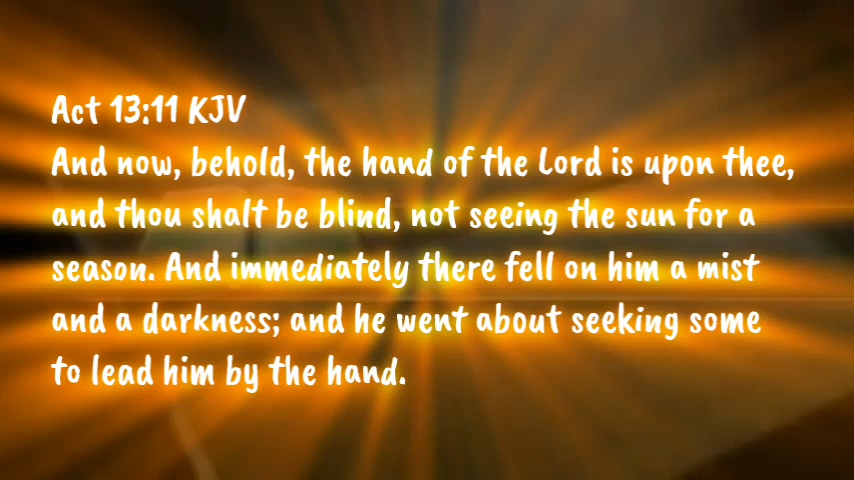 Act 13:11 KJV
And now, behold, the hand of the Lord is upon thee,
and thou shalt be blind, not seeing the sun for a
season. And immediately there fell on him a mist
and a darkness; and he went about seeking some
to lead him by the hand.